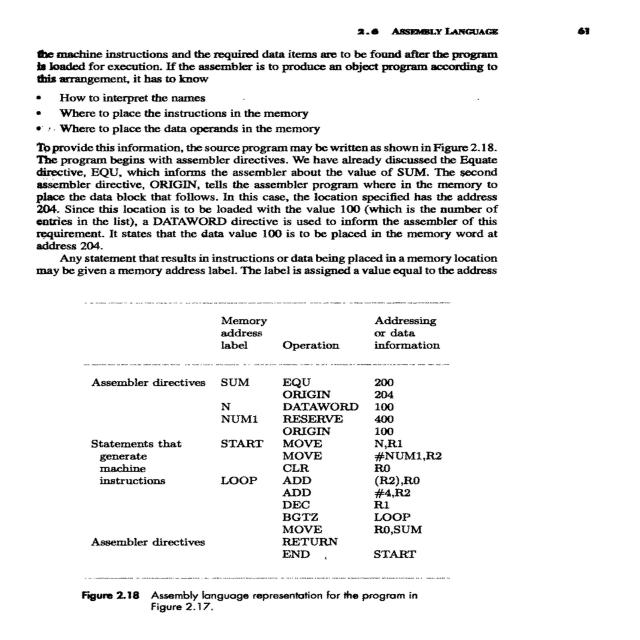 2.6 ASSEMBLY LANGUAGE 61
the machine instructions and the required data items are to be found after the program
is loaded for execution. If the assembler is to produce an object program according to
this arrangement, it has to know
• How to interpret the names
• Where to place the instructions in the memory
• Where to place the data operands in the memory
To provide this information, the source program may be written as shown in Figure 2.18.
The program begins with assembler directives. We have already discussed the Equate
directive, EQU, which informs the assembler about the value of SUM. The second
assembler directive, ORIGIN, tells the assembler program where in the memory to
place the data block that follows. In this case, the location specified has the address
204. Since this location is to be loaded with the value 100 (which is the number of
entries in the list), a DATAWORD directive is used to inform the assembler of this
requirement. It states that the data value 100 is to be placed in the memory word at
address 204.
Any statement that results in instructions or data being placed in a memory location
may be given a memory address label. The label is assigned a value equal to the address
Memory Addressing
address or data
label Operation information
Assembler directives SUM EQU 200
ORIGIN 204
N DATAWORD 100
NUM1 RESERVE 400
ORIGIN 100
Statements that START MOVE N,R1
generate MOVE #NUM1,R2
machine CLR R0
instructions LOOP ADD (R2),R0
ADD #4,R2
DEC R1
BGTZ LOOP
MOVE R0,SUM
Assembler directives RETURN
END START
Figure 2.18 Assembly language representation for the program in
Figure 2.17.